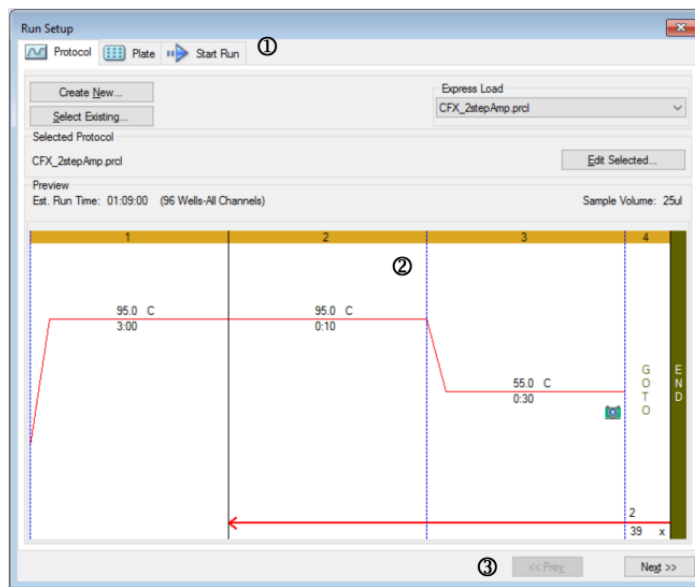 Run Setup
Protocol Plate Start Run ①
Create New...
Select Existing...
Express Load
CFX_2stepAmp.prcl
Selected Protocol
CFX_2stepAmp.prcl
Edit Selected...
Preview
Est. Run Time: 01:09:00 (96 Wells-All Channels) Sample Volume: 25ul
1 2 3 4
②
95.0 C 95.0 C
3:00 0:10
55.0 C
0:30
GOTO
END
2
39 x
③ << Prev Next >>